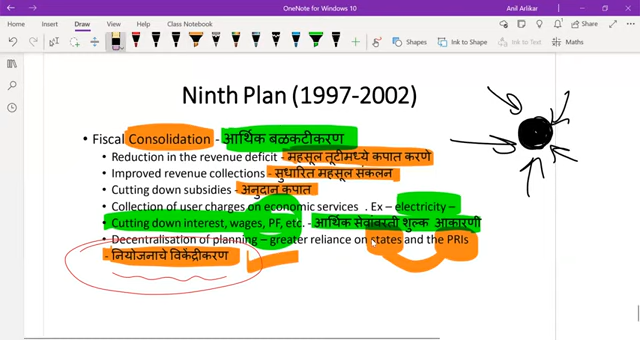 OneNote for Windows 10
Anil Arlikar
Home Insert Draw View Help Class Notebook
Shapes Ink to Shape Ink to Text Maths
Ninth Plan (1997-2002)
• Fiscal Consolidation - आर्थिक बळकटीकरण
• Reduction in the revenue deficit - महसूल तूटीमध्ये कपात करणे
• Improved revenue collections - सुधारित महसूल संकलन
• Cutting down subsidies - अनुदान कपात
• Collection of user charges on economic services . Ex – electricity –
• Cutting down interest, wages, PF, etc. - आर्थिक सेवांवरती शुल्क आकारणी
• Decentralisation of planning – greater reliance on states and the PRIs
- नियोजनाचे विकेंद्रीकरण